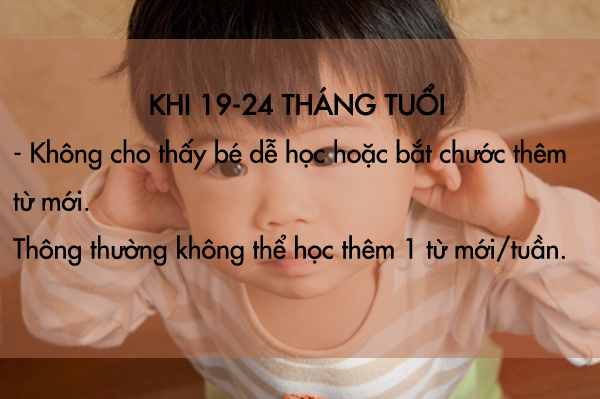 KHI 19-24 THÁNG TUỔI
- Không cho thấy bé dễ học hoặc bắt chước thêm
từ mới.
Thông thường không thể học thêm 1 từ mới/tuần.